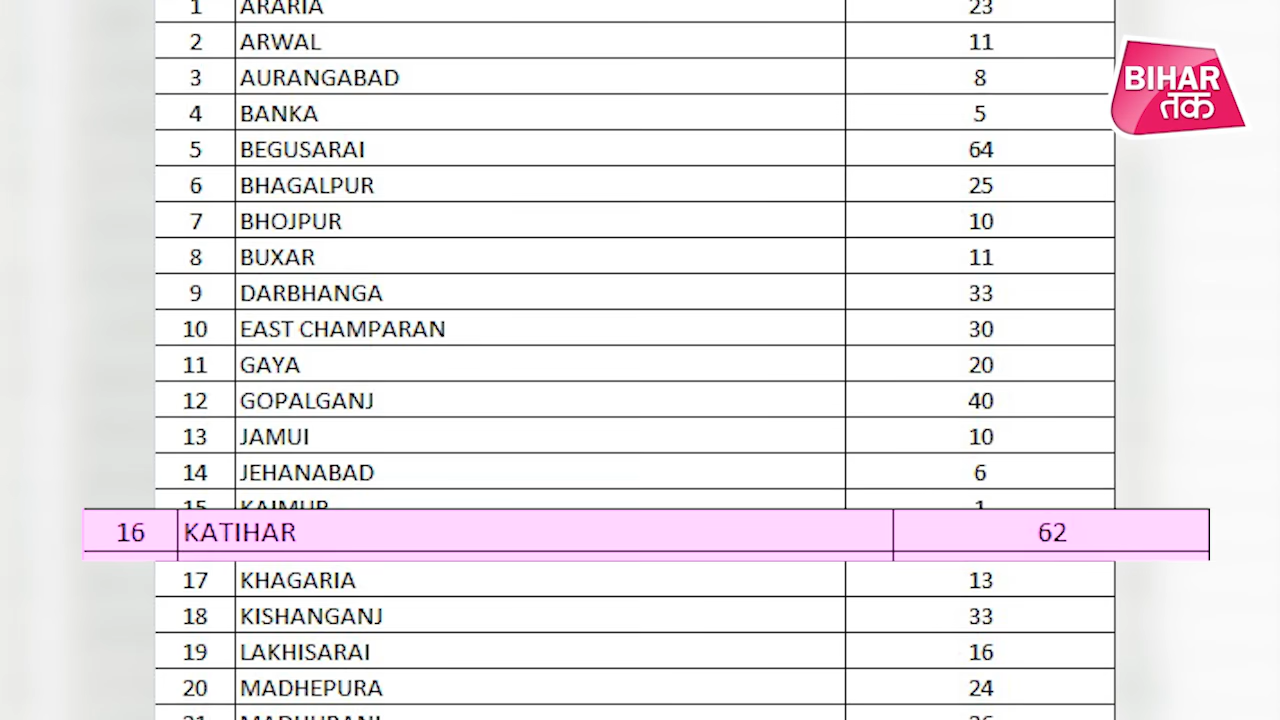 1 ARARIA 23
2 ARWAL 11
3 AURANGABAD 8
4 BANKA 5
5 BEGUSARAI 64
6 BHAGALPUR 25
7 BHOJPUR 10
8 BUXAR 11
9 DARBHANGA 33
10 EAST CHAMPARAN 30
11 GAYA 20
12 GOPALGANJ 40
13 JAMUI 10
14 JEHANABAD 6
15 KAIMUR 1
16 KATIHAR 62
17 KHAGARIA 13
18 KISHANGANJ 33
19 LAKHISARAI 16
20 MADHEPURA 24
21 MADHUBANI
BIHAR
तक